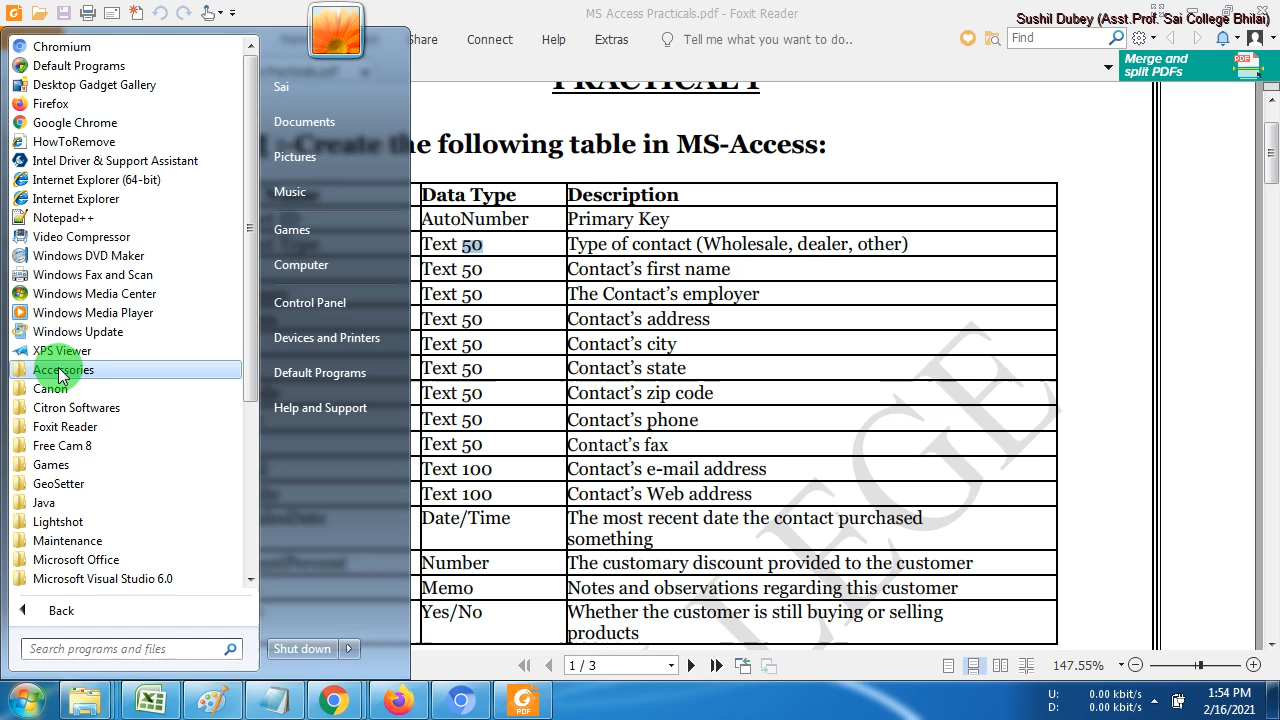 MS Access Practicals.pdf - Foxit Reader
Sushil Dubey (Asst.Prof. Sai College Bhilai)
Share Connect Help Extras Tell me what you want to do.. Find
Merge and
split PDFs
Chromium
Default Programs
Desktop Gadget Gallery
Firefox
Google Chrome
HowToRemove
Intel Driver & Support Assistant
Internet Explorer (64-bit)
Internet Explorer
Notepad++
Video Compressor
Windows DVD Maker
Windows Fax and Scan
Windows Media Center
Windows Media Player
Windows Update
XPS Viewer
Accessories
Canon
Citron Softwares
Foxit Reader
Free Cam 8
Games
GeoSetter
Java
Lightshot
Maintenance
Microsoft Office
Microsoft Visual Studio 6.0
Back
Search programs and files
Sai
Documents
Pictures
Music
Games
Computer
Control Panel
Devices and Printers
Default Programs
Help and Support
Shut down
PRACTICAL I
Create the following table in MS-Access:
Data Type Description
AutoNumber Primary Key
Text 50 Type of contact (Wholesale, dealer, other)
Text 50 Contact's first name
Text 50 The Contact's employer
Text 50 Contact's address
Text 50 Contact's city
Text 50 Contact's state
Text 50 Contact's zip code
Text 50 Contact's phone
Text 50 Contact's fax
Text 100 Contact's e-mail address
Text 100 Contact's Web address
Date/Time The most recent date the contact purchased
something
Number The customary discount provided to the customer
Memo Notes and observations regarding this customer
Yes/No Whether the customer is still buying or selling
products
LEGE
1 / 3
147.55%
PDF
U: 0.00 kbit/s
D: 0.00 kbit/s
1:54 PM
2/16/2021